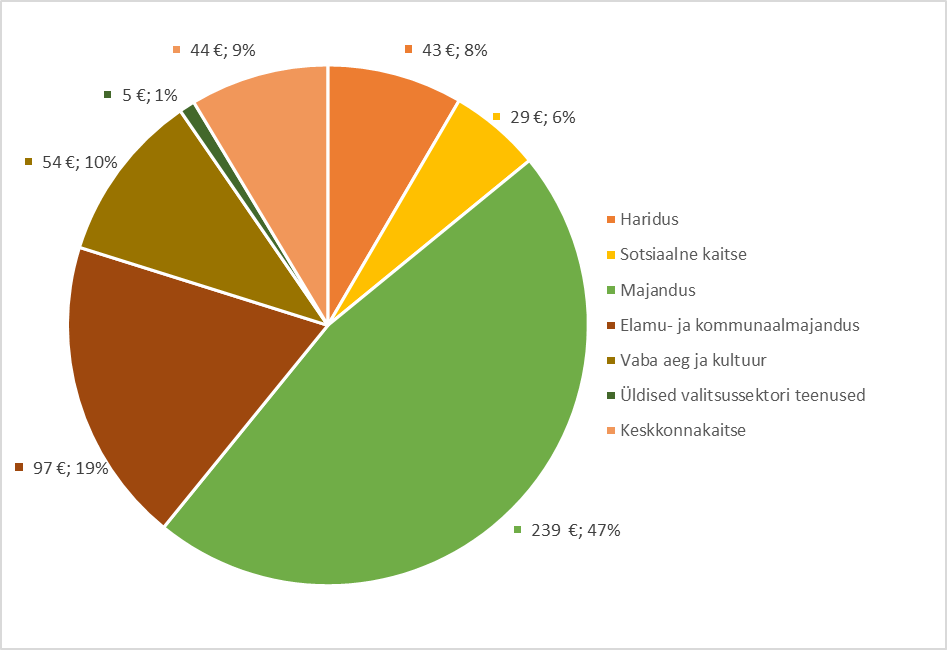 44 €; 9%
43 €; 8%
5 €; 1%
29 €; 6%
54 €; 10%
Haridus
Sotsiaalne kaitse
Majandus
Elamu- ja kommunaalmajandus
Vaba aeg ja kultuur
Üldised valitsussektori teenused
Keskkonnakaitse
97 €; 19%
239 €; 47%